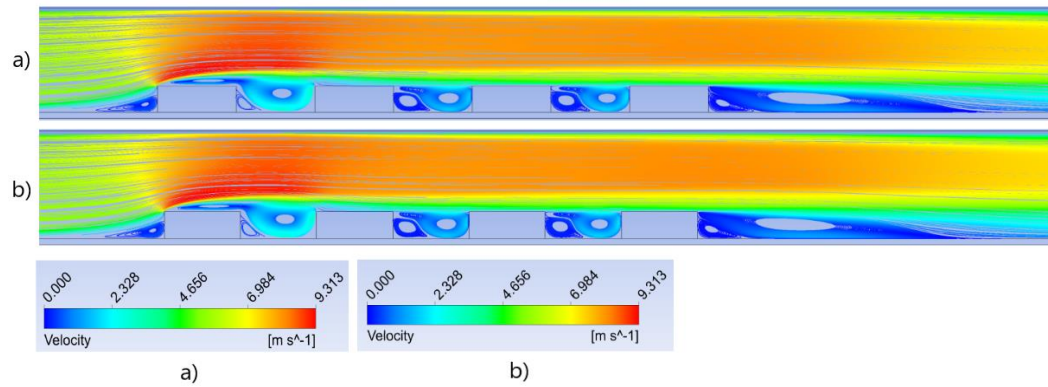 a)
b)
0.000 2.328 4.656 6.984 9.313
Velocity [m s^-1]
0.000 2.328 4.656 6.984 9.313
Velocity [m s^-1]
a) b)